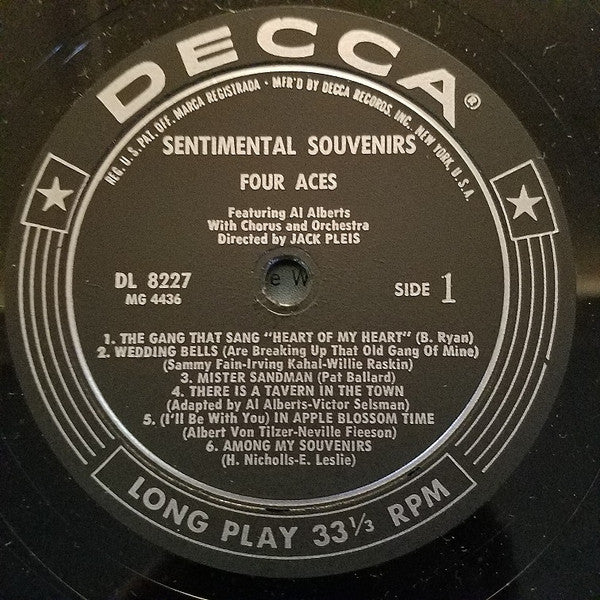 DECCA®
REG. U. S. PAT. OFF. MARCA REGISTRADA • MFR'D BY DECCA RECORDS, INC., NEW YORK, U. S. A.
SENTIMENTAL SOUVENIRS
FOUR ACES
Featuring Al Alberts
With Chorus and Orchestra
Directed by JACK PLEIS
DL 8227
MG 4436
e W
SIDE 1
1. THE GANG THAT SANG "HEART OF MY HEART" (B. Ryan)
2. WEDDING BELLS (Are Breaking Up That Old Gang Of Mine)
(Sammy Fain-Irving Kahal-Willie Raskin)
3. MISTER SANDMAN (Pat Ballard)
4. THERE IS A TAVERN IN THE TOWN
(Adapted by Al Alberts-Victor Selsman)
5. (I'll Be With You) IN APPLE BLOSSOM TIME
(Albert Von Tilzer-Neville Fleeson)
6. AMONG MY SOUVENIRS
(H. Nicholls-E. Leslie)
LONG PLAY 33⅓ RPM